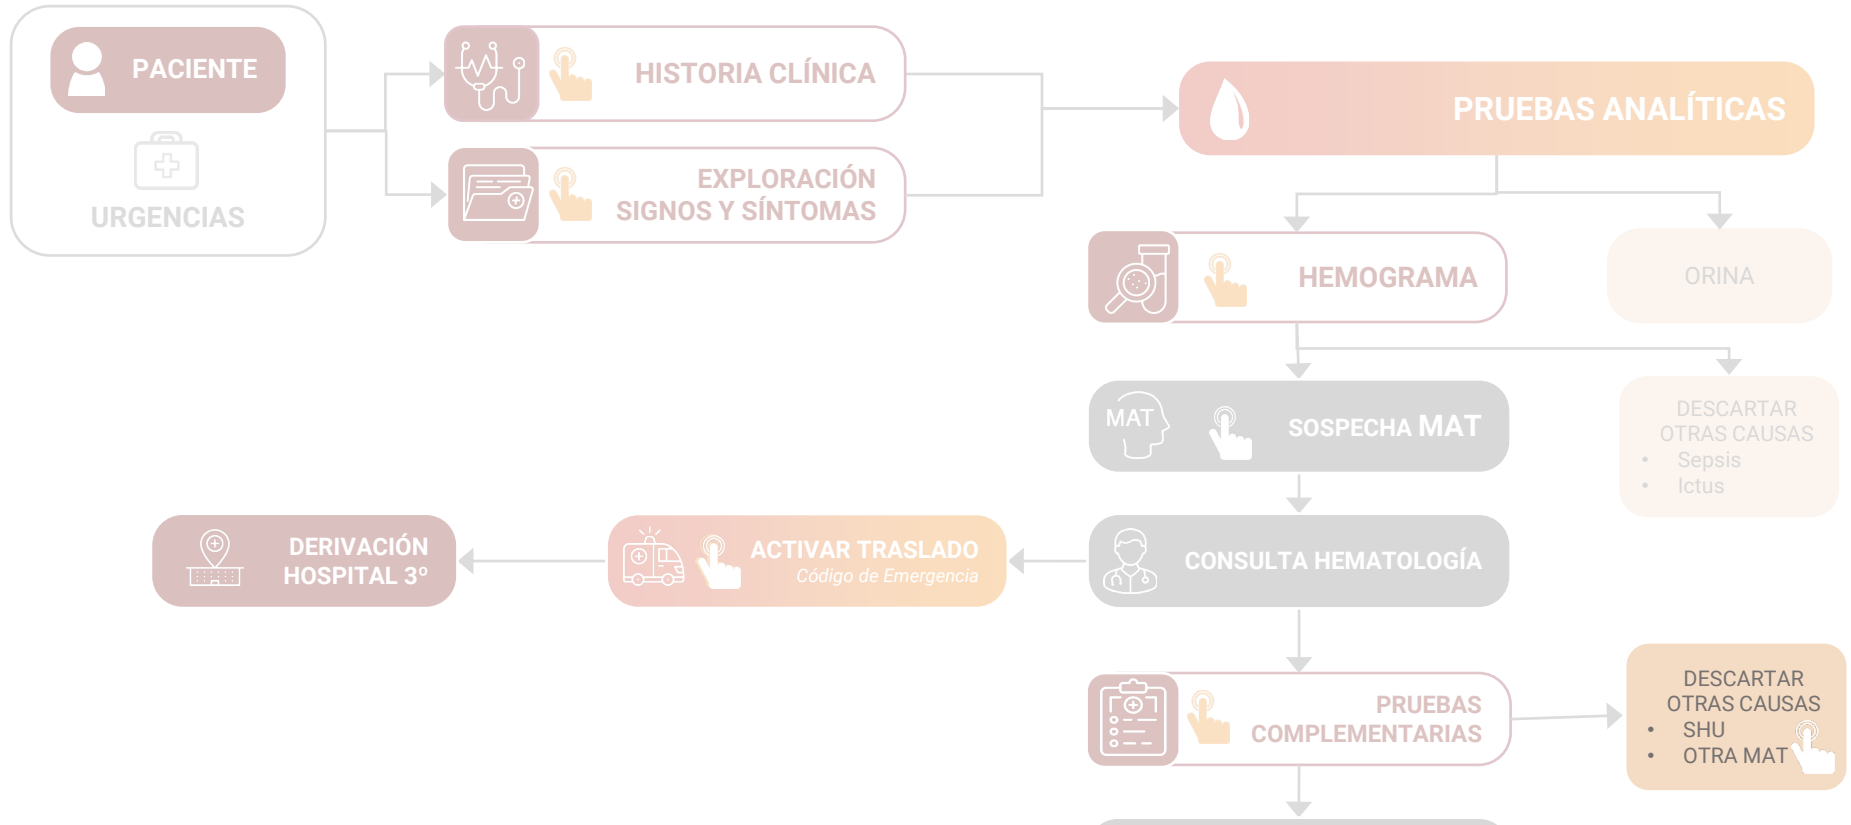 PACIENTE
URGENCIAS
HISTORIA CLÍNICA
EXPLORACIÓN
SIGNOS Y SÍNTOMAS
PRUEBAS ANALÍTICAS
HEMOGRAMA
ORINA
MAT
SOSPECHA MAT
DESCARTAR
OTRAS CAUSAS
• Sepsis
• Ictus
DERIVACIÓN
HOSPITAL 3º
ACTIVAR TRASLADO
Código de Emergencia
CONSULTA HEMATOLOGÍA
PRUEBAS
COMPLEMENTARIAS
DESCARTAR
OTRAS CAUSAS
• SHU
• OTRA MAT